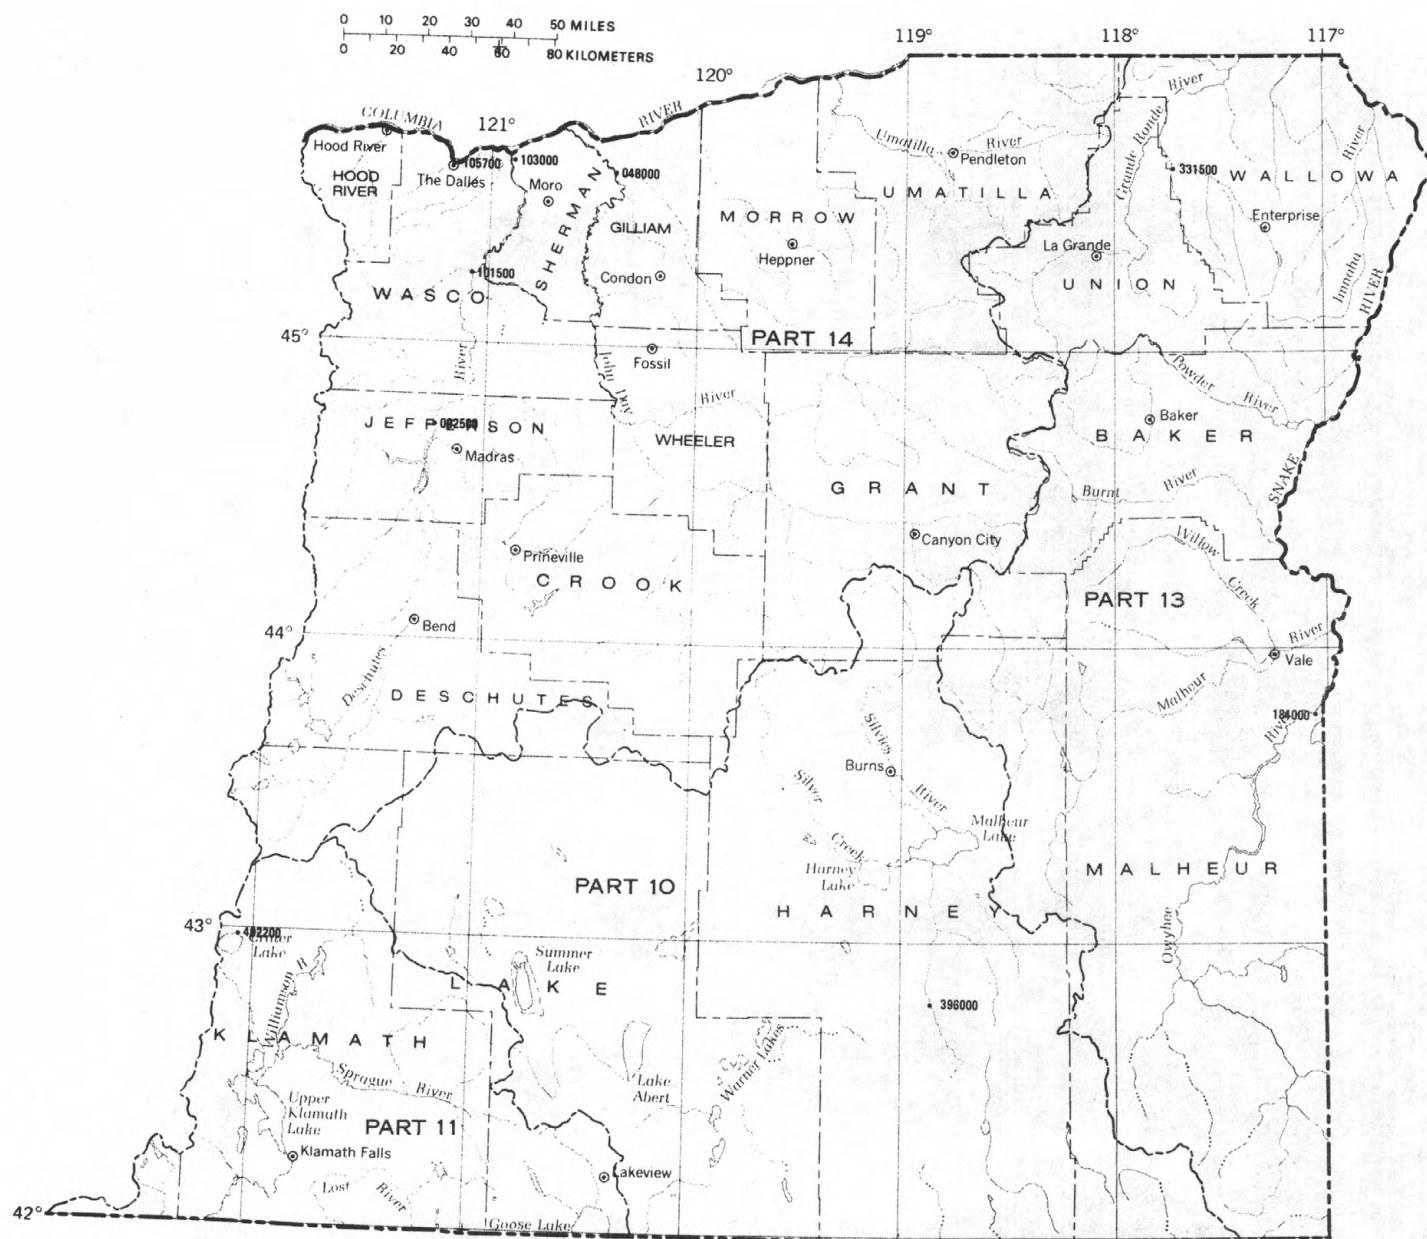 0 10 20 30 40 50 MILES
0 20 40 60 80 KILOMETERS
119° 118° 117°
120°
COLUMBIA RIVER
121°
Hood River
HOOD
RIVER
105700
The Dalles
103000
Moro
048000
SHERMAN
GILLIAM
Condon
101500
WASCO
MORROW
Heppner
Umatilla River
Pendleton
UMATILLA
Grande Ronde River
331500
WALLOWA
River
Enterprise
La Grande
UNION
Imnaha
RIVER
45°
PART 14
Fossil
John Day River
River
JEFFERSON
Madras
WHEELER
Powder River
Baker
BAKER
GRANT
Burnt River
SNAKE
Canyon City
Willow
Creek
Prineville
CROOK
PART 13
44°
Bend
River
Vale
Deschutes
DESCHUTES
Malheur
184000
River
Silvies
River
Burns
Silver
Creek
Malheur
Lake
Harney
Lake
MALHEUR
PART 10
HARNEY
43°
492200
Crater
Lake
Summer
Lake
LAKE
Owyhee
396000
Williamson R
KLAMATH
Sprague River
Lake
Abert
Warner Lakes
Upper
Klamath
Lake
PART 11
Klamath Falls
Lakeview
Lost River
42°
Goose Lake